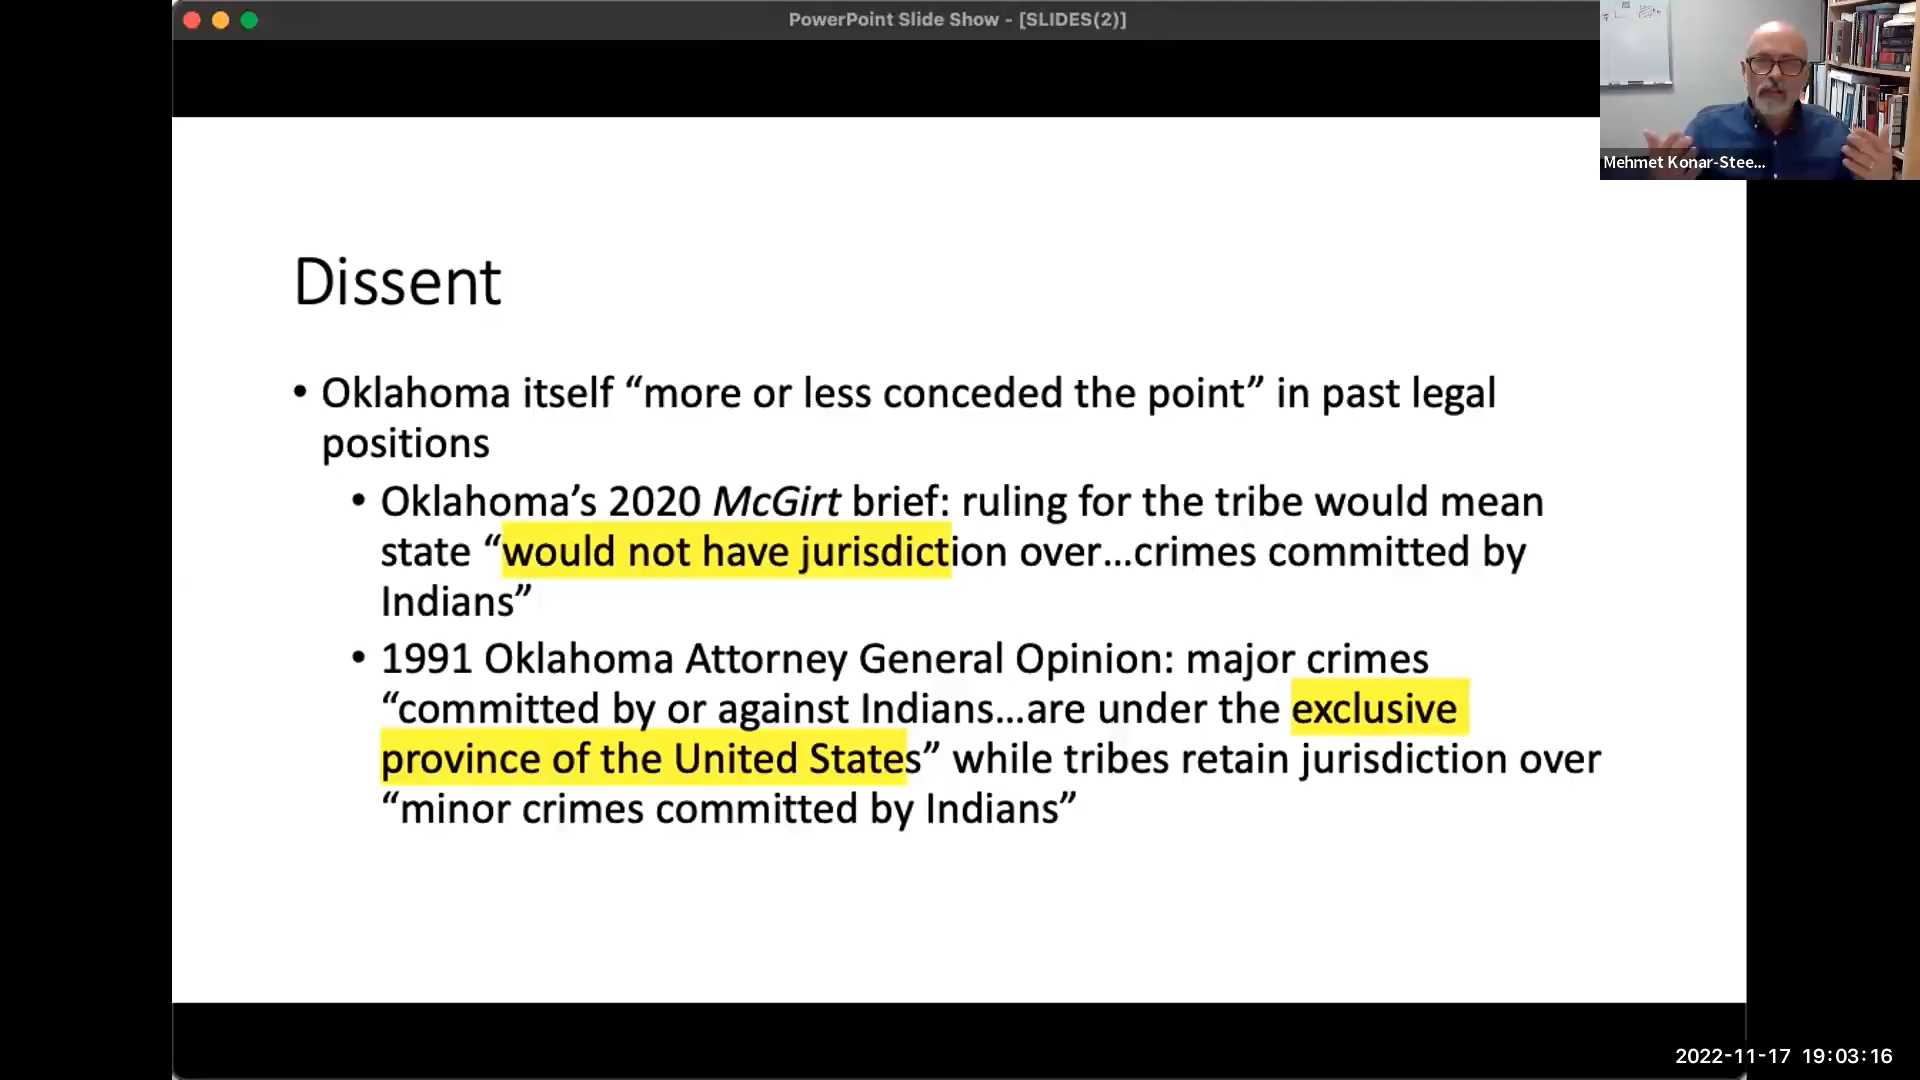 PowerPoint Slide Show - [SLIDES(2)]
Mehmet Konar-Stee...
Dissent
• Oklahoma itself “more or less conceded the point” in past legal
positions
• Oklahoma’s 2020 McGirt brief: ruling for the tribe would mean
state “would not have jurisdiction over…crimes committed by
Indians”
• 1991 Oklahoma Attorney General Opinion: major crimes
“committed by or against Indians…are under the exclusive
province of the United States” while tribes retain jurisdiction over
“minor crimes committed by Indians”
2022-11-17 19:03:16